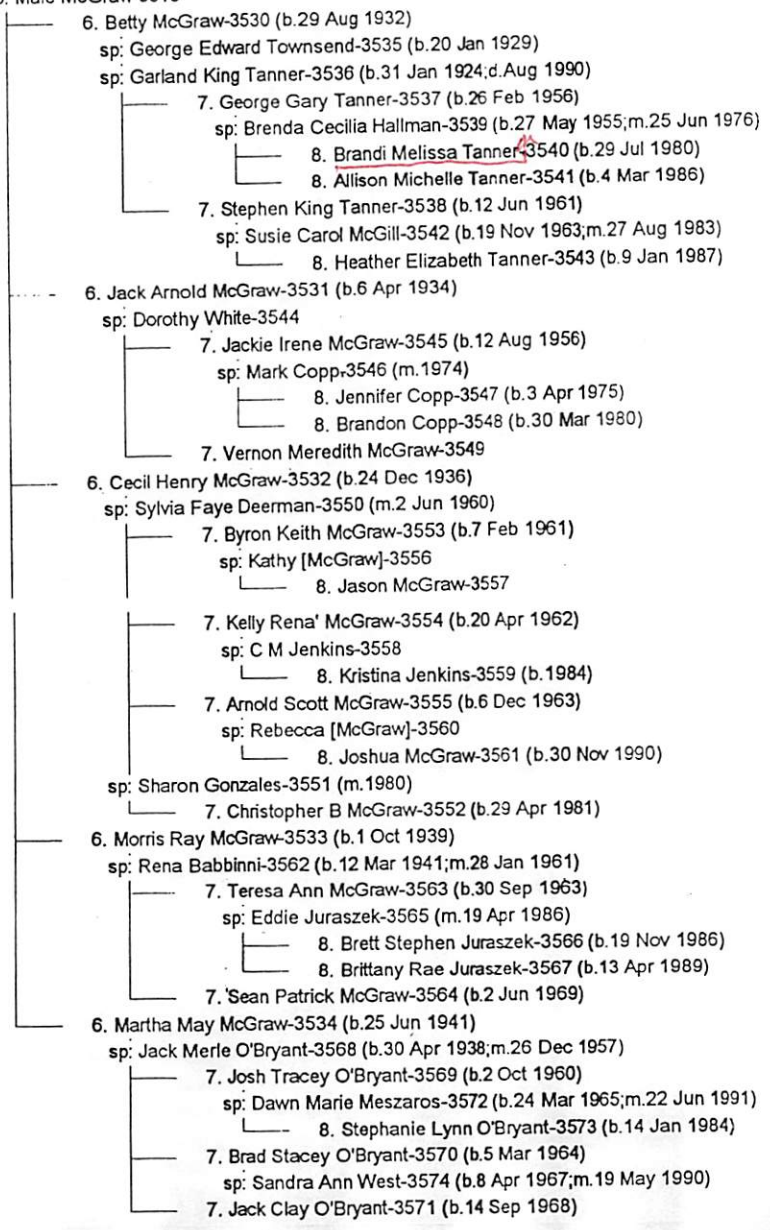 6. Betty McGraw-3530 (b.29 Aug 1932)
sp: George Edward Townsend-3535 (b.20 Jan 1929)
sp: Garland King Tanner-3536 (b.31 Jan 1924;d.Aug 1990)
7. George Gary Tanner-3537 (b.26 Feb 1956)
sp: Brenda Cecilia Hallman-3539 (b.27 May 1955;m.25 Jun 1976)
8. Brandi Melissa Tanner-3540 (b.29 Jul 1980)
8. Allison Michelle Tanner-3541 (b.4 Mar 1986)
7. Stephen King Tanner-3538 (b.12 Jun 1961)
sp: Susie Carol McGill-3542 (b.19 Nov 1963;m.27 Aug 1983)
8. Heather Elizabeth Tanner-3543 (b.9 Jan 1987)
6. Jack Arnold McGraw-3531 (b.6 Apr 1934)
sp: Dorothy White-3544
7. Jackie Irene McGraw-3545 (b.12 Aug 1956)
sp: Mark Copp-3546 (m.1974)
8. Jennifer Copp-3547 (b.3 Apr 1975)
8. Brandon Copp-3548 (b.30 Mar 1980)
7. Vernon Meredith McGraw-3549
6. Cecil Henry McGraw-3532 (b.24 Dec 1936)
sp: Sylvia Faye Deerman-3550 (m.2 Jun 1960)
7. Byron Keith McGraw-3553 (b.7 Feb 1961)
sp: Kathy [McGraw]-3556
8. Jason McGraw-3557
7. Kelly Rena' McGraw-3554 (b.20 Apr 1962)
sp: C M Jenkins-3558
8. Kristina Jenkins-3559 (b.1984)
7. Arnold Scott McGraw-3555 (b.6 Dec 1963)
sp: Rebecca [McGraw]-3560
8. Joshua McGraw-3561 (b.30 Nov 1990)
sp: Sharon Gonzales-3551 (m.1980)
7. Christopher B McGraw-3552 (b.29 Apr 1981)
6. Morris Ray McGraw-3533 (b.1 Oct 1939)
sp: Rena Babbinni-3562 (b.12 Mar 1941;m.28 Jan 1961)
7. Teresa Ann McGraw-3563 (b.30 Sep 1963)
sp: Eddie Juraszek-3565 (m.19 Apr 1986)
8. Brett Stephen Juraszek-3566 (b.19 Nov 1986)
8. Brittany Rae Juraszek-3567 (b.13 Apr 1989)
7. Sean Patrick McGraw-3564 (b.2 Jun 1969)
6. Martha May McGraw-3534 (b.25 Jun 1941)
sp: Jack Merle O'Bryant-3568 (b.30 Apr 1938;m.26 Dec 1957)
7. Josh Tracey O'Bryant-3569 (b.2 Oct 1960)
sp: Dawn Marie Meszaros-3572 (b.24 Mar 1965;m.22 Jun 1991)
8. Stephanie Lynn O'Bryant-3573 (b.14 Jan 1984)
7. Brad Stacey O'Bryant-3570 (b.5 Mar 1964)
sp: Sandra Ann West-3574 (b.8 Apr 1967;m.19 May 1990)
7. Jack Clay O'Bryant-3571 (b.14 Sep 1968)